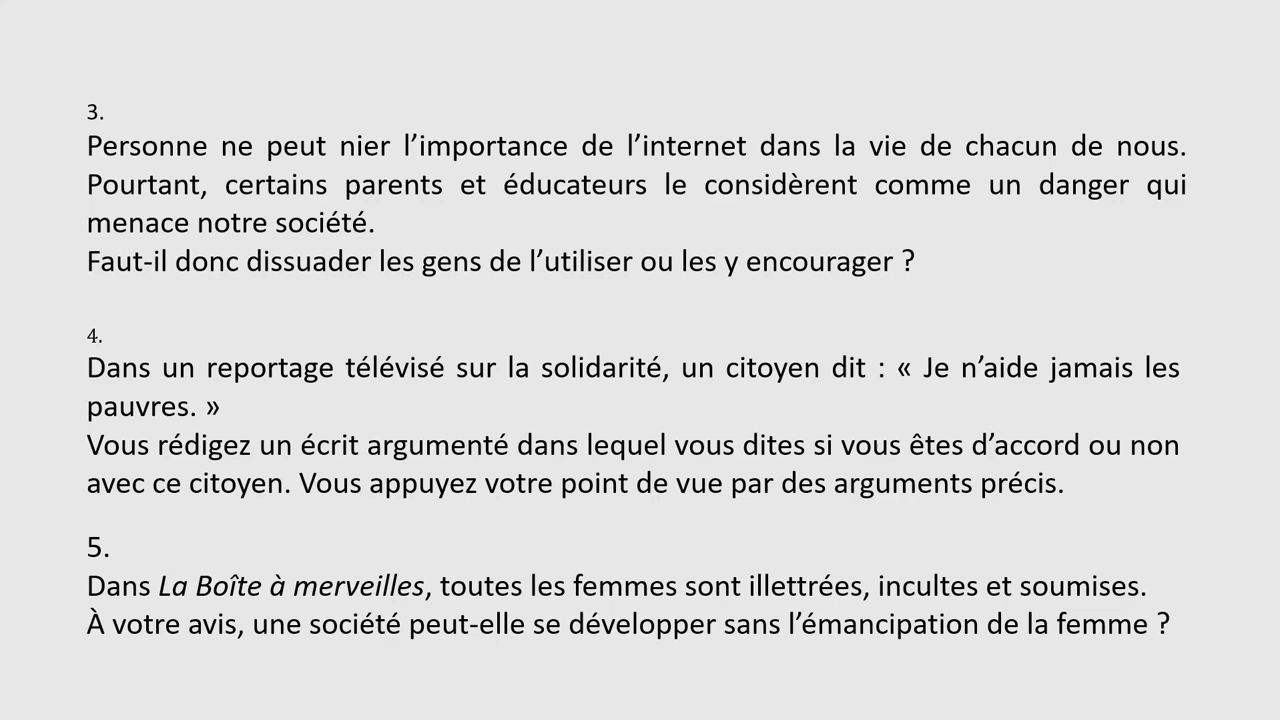 3.
Personne ne peut nier l’importance de l’internet dans la vie de chacun de nous.
Pourtant, certains parents et éducateurs le considèrent comme un danger qui
menace notre société.
Faut-il donc dissuader les gens de l’utiliser ou les y encourager ?
4.
Dans un reportage télévisé sur la solidarité, un citoyen dit : « Je n’aide jamais les
pauvres. »
Vous rédigez un écrit argumenté dans lequel vous dites si vous êtes d’accord ou non
avec ce citoyen. Vous appuyez votre point de vue par des arguments précis.
5.
Dans La Boîte à merveilles, toutes les femmes sont illettrées, incultes et soumises.
À votre avis, une société peut-elle se développer sans l’émancipation de la femme ?